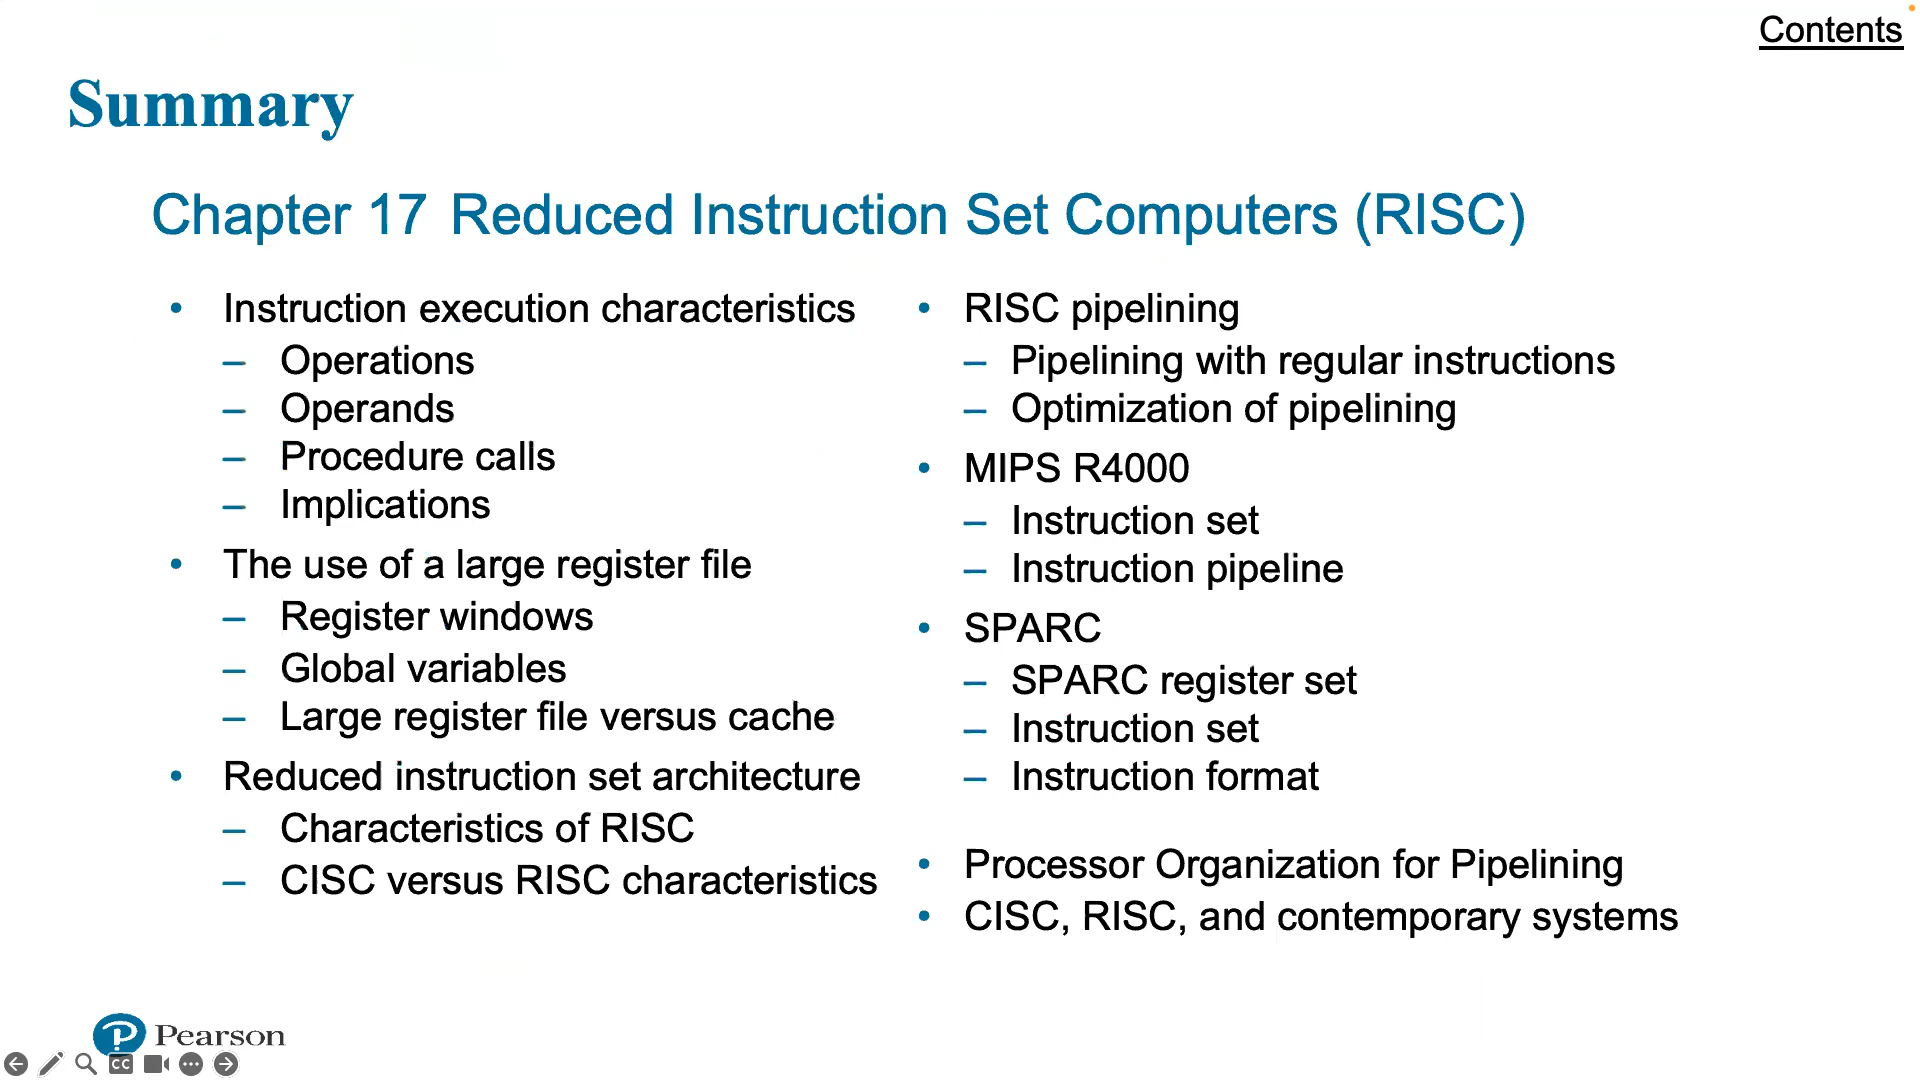 Contents
Summary
Chapter 17 Reduced Instruction Set Computers (RISC)
• Instruction execution characteristics
– Operations
– Operands
– Procedure calls
– Implications
• The use of a large register file
– Register windows
– Global variables
– Large register file versus cache
• Reduced instruction set architecture
– Characteristics of RISC
– CISC versus RISC characteristics
• RISC pipelining
– Pipelining with regular instructions
– Optimization of pipelining
• MIPS R4000
– Instruction set
– Instruction pipeline
• SPARC
– SPARC register set
– Instruction set
– Instruction format
• Processor Organization for Pipelining
• CISC, RISC, and contemporary systems
P Pearson
CC